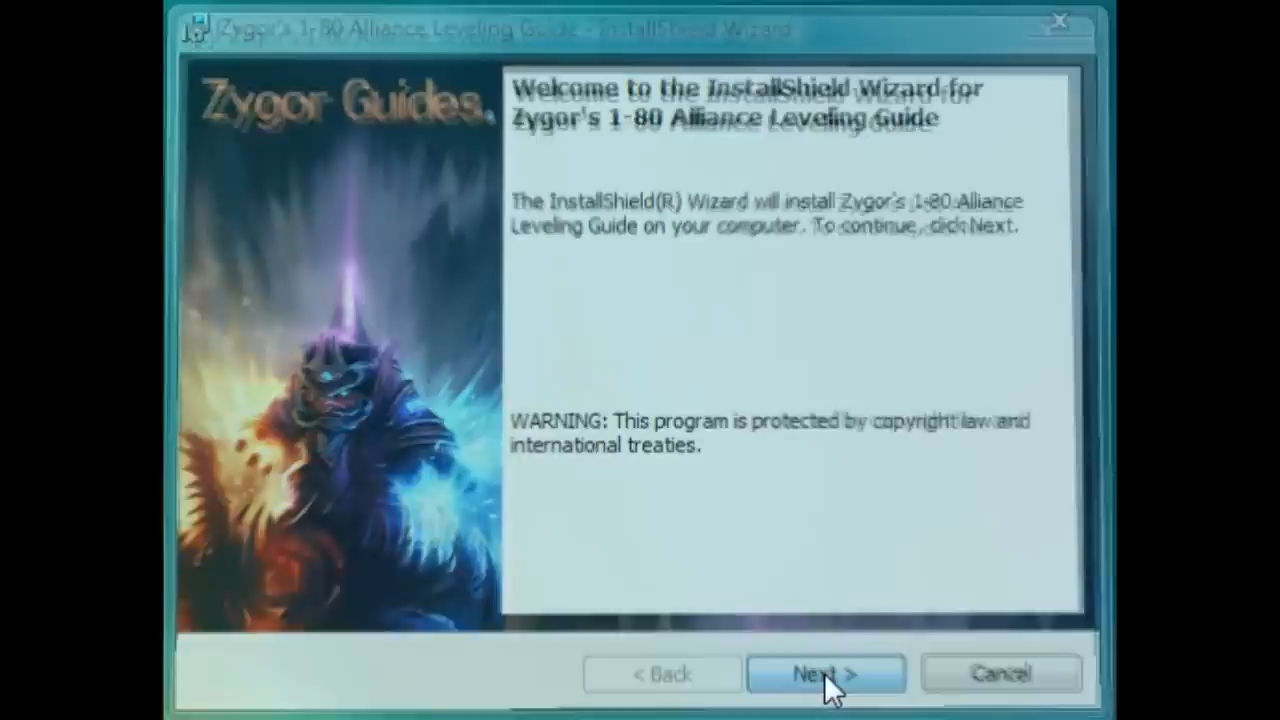 Zygor's 1-80 Alliance Leveling Guide - InstallShield Wizard
Zygor Guides.
Welcome to the InstallShield Wizard for
Zygor's 1-80 Alliance Leveling Guide
The InstallShield(R) Wizard will install Zygor's 1-80 Alliance
Leveling Guide on your computer. To continue, click Next.
WARNING: This program is protected by copyright law and
international treaties.
< Back
Next >
Cancel